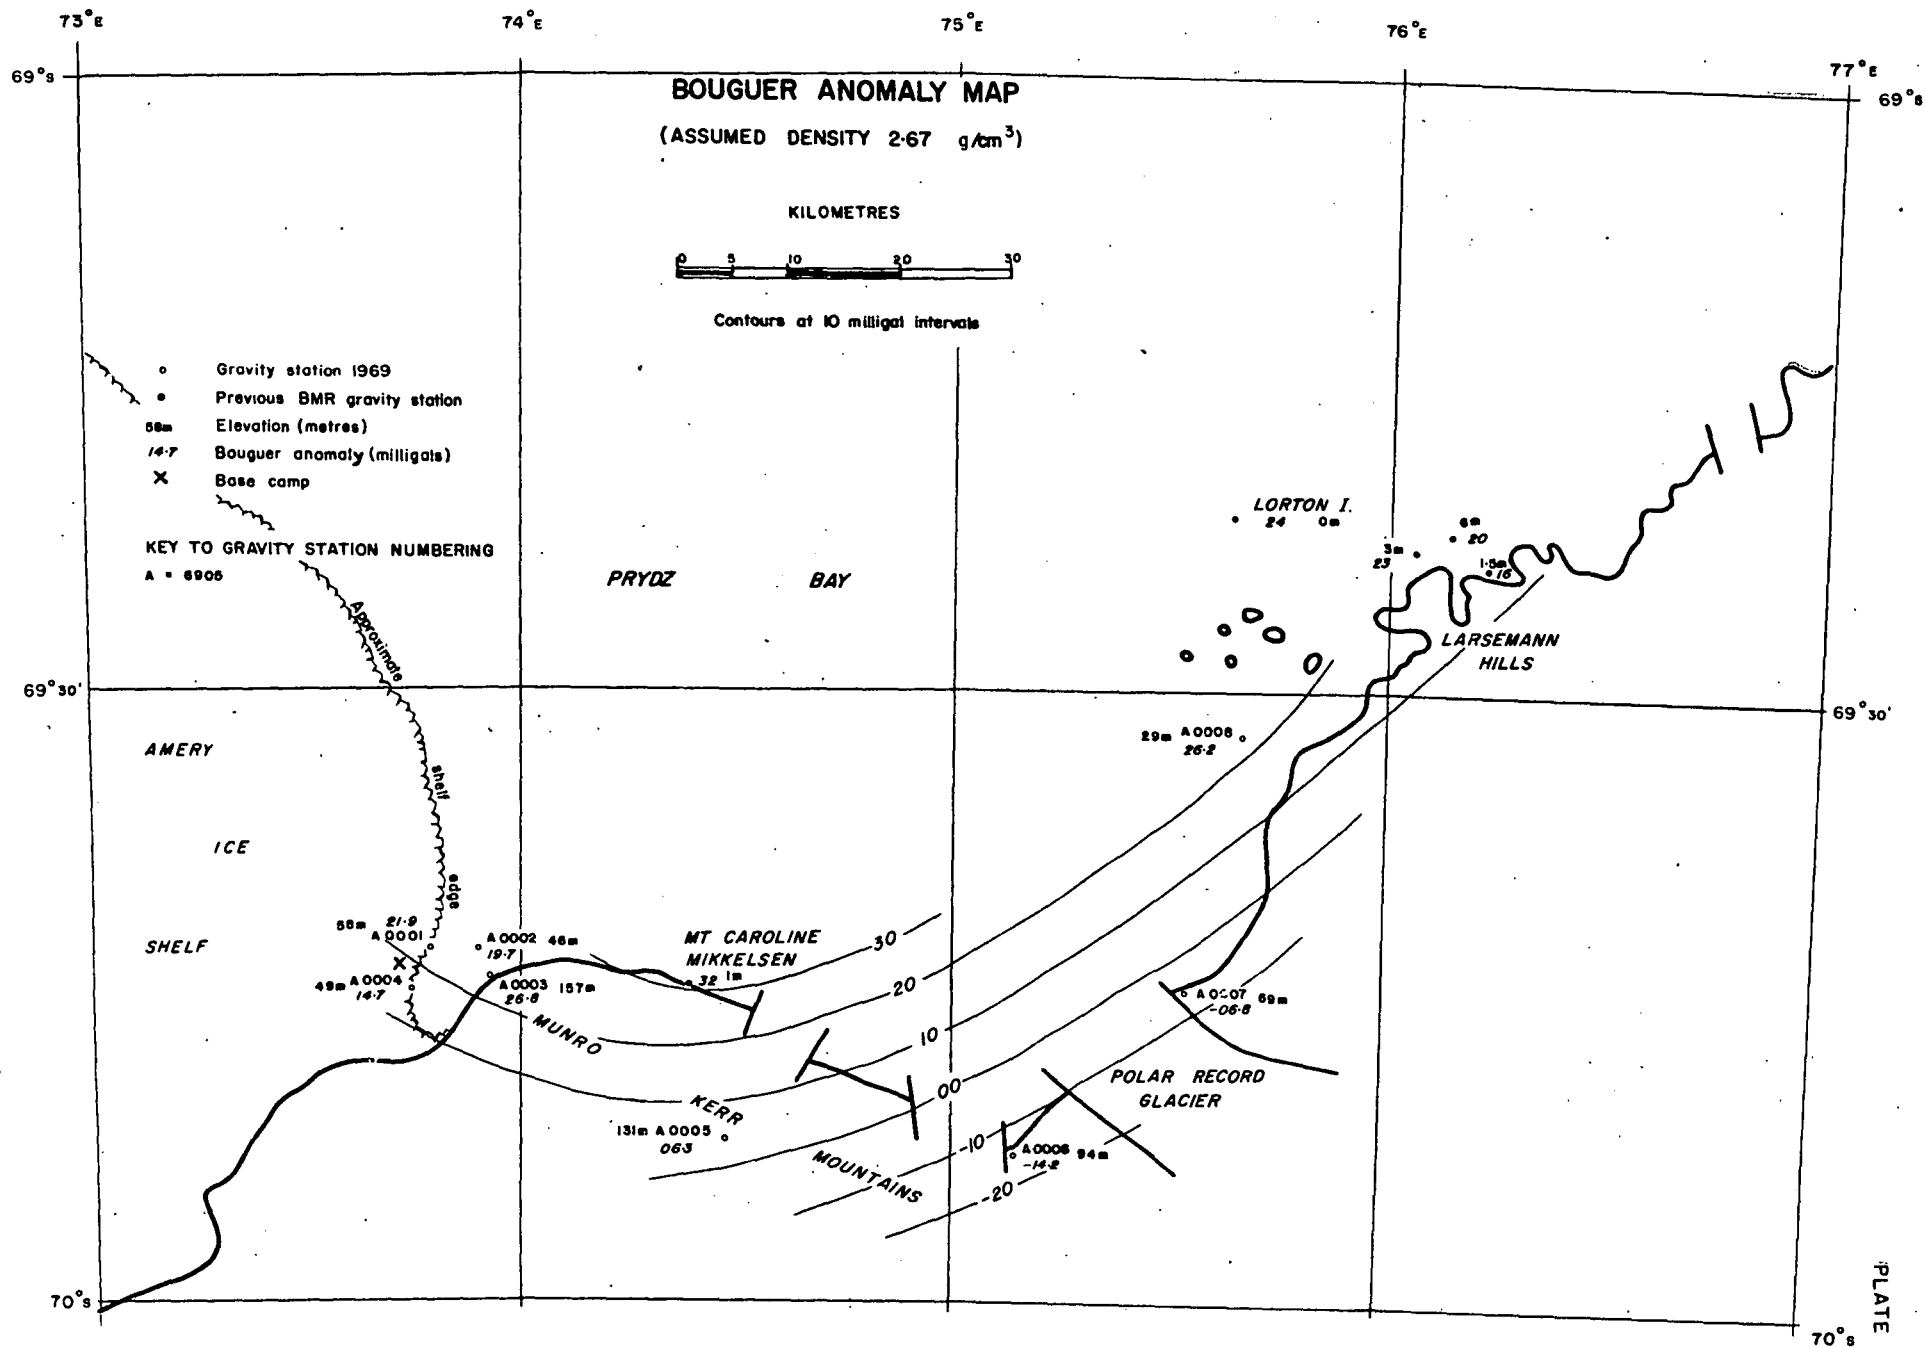 73°E
74°E
75°E
76°E
77°E
69°S
69°S
BOUGUER ANOMALY MAP
(ASSUMED DENSITY 2·67 g/cm³)
KILOMETRES
0 5 10 20 30
Contours at 10 milligal intervals
Gravity station 1969
Previous BMR gravity station
58m Elevation (metres)
14·7 Bouguer anomaly (milligals)
Base camp
KEY TO GRAVITY STATION NUMBERING
A = 6905
Approximate
shelf
edge
PRYDZ BAY
LORTON I.
24 0m
6m
20
3m
23
1·5m
16
LARSEMANN
HILLS
69°30'
69°30'
AMERY
ICE
SHELF
29m A0008
26·2
58m 21·9
A0001
A0002 46m
19·7
49m A0004
14·7
A0003 157m
26·8
MT CAROLINE
MIKKELSEN
32 1m
30
20
10
00
-10
-20
MUNRO
KERR
MOUNTAINS
131m A0005
06·3
A0007 69m
-06·8
POLAR RECORD
GLACIER
A0006 94m
-14·2
70°S
70°S
PLATE